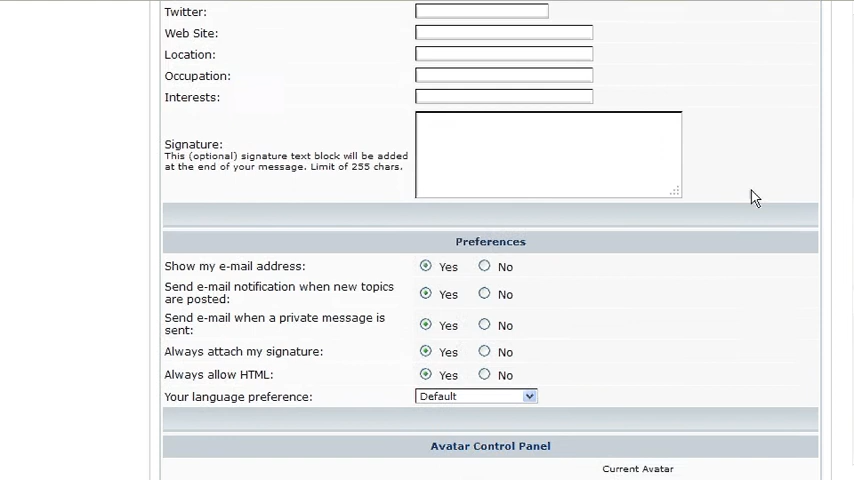 Twitter:
Web Site:
Location:
Occupation:
Interests:
Signature:
This (optional) signature text block will be added
at the end of your message. Limit of 255 chars.
Preferences
Show my e-mail address: Yes No
Send e-mail notification when new topics
are posted: Yes No
Send e-mail when a private message is
sent: Yes No
Always attach my signature: Yes No
Always allow HTML: Yes No
Your language preference: Default
Avatar Control Panel
Current Avatar